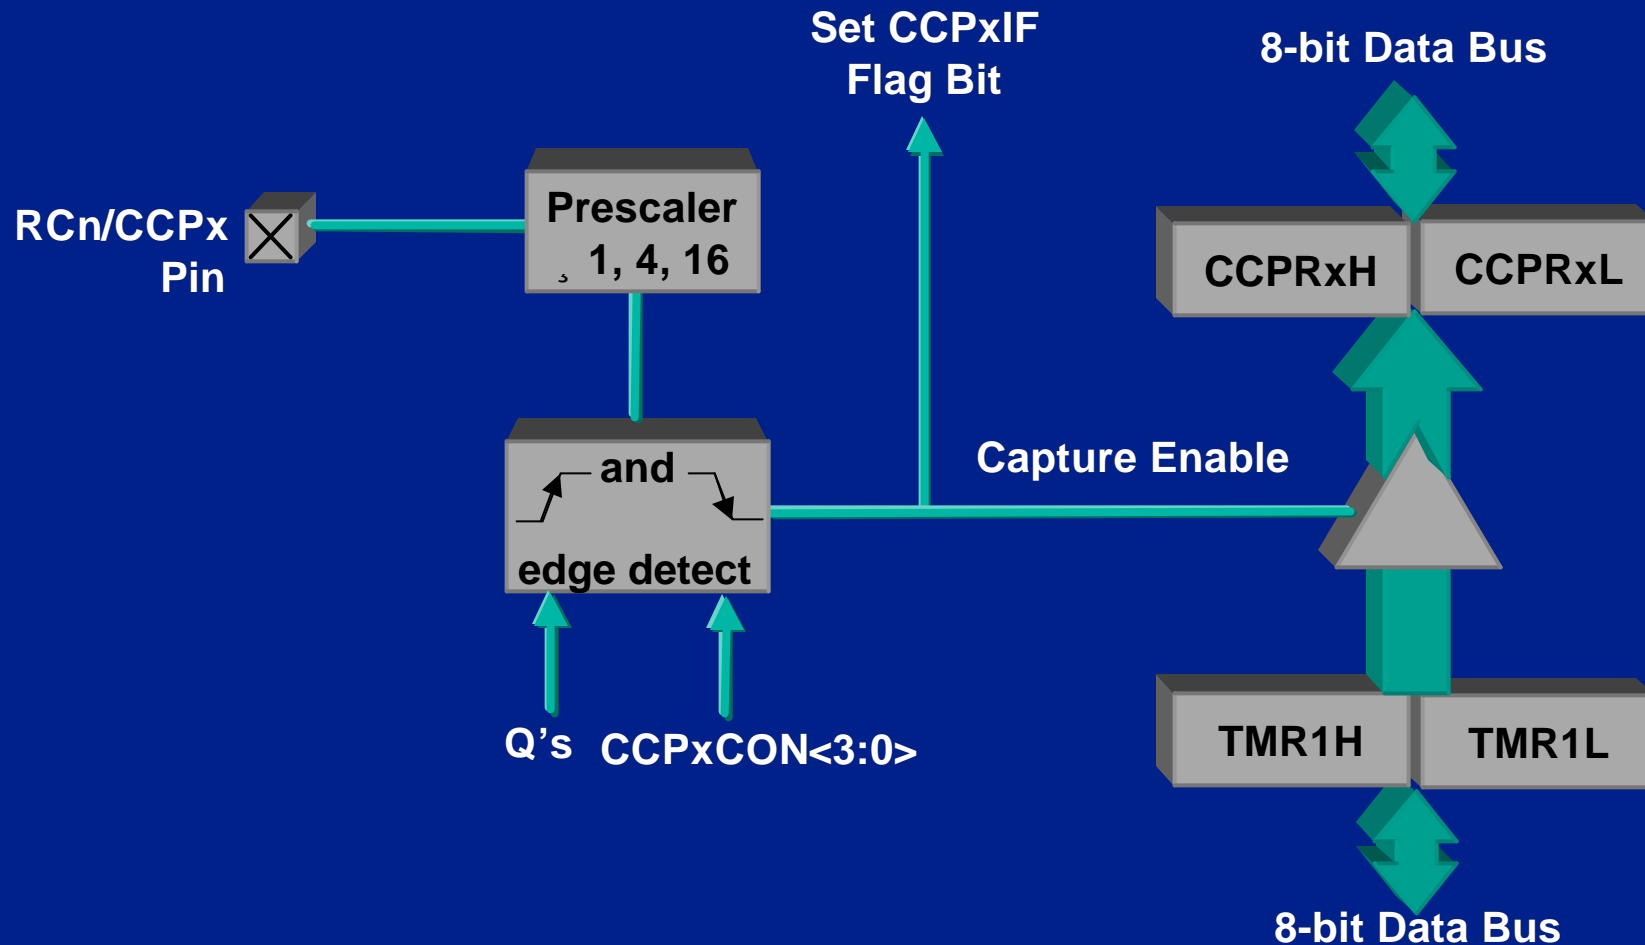 Set CCPxIF
Flag Bit
8-bit Data Bus
RCn/CCPx
Pin
Prescaler
¸ 1, 4, 16
CCPRxH
CCPRxL
and
edge detect
Capture Enable
Q’s
CCPxCON<3:0>
TMR1H
TMR1L
8-bit Data Bus